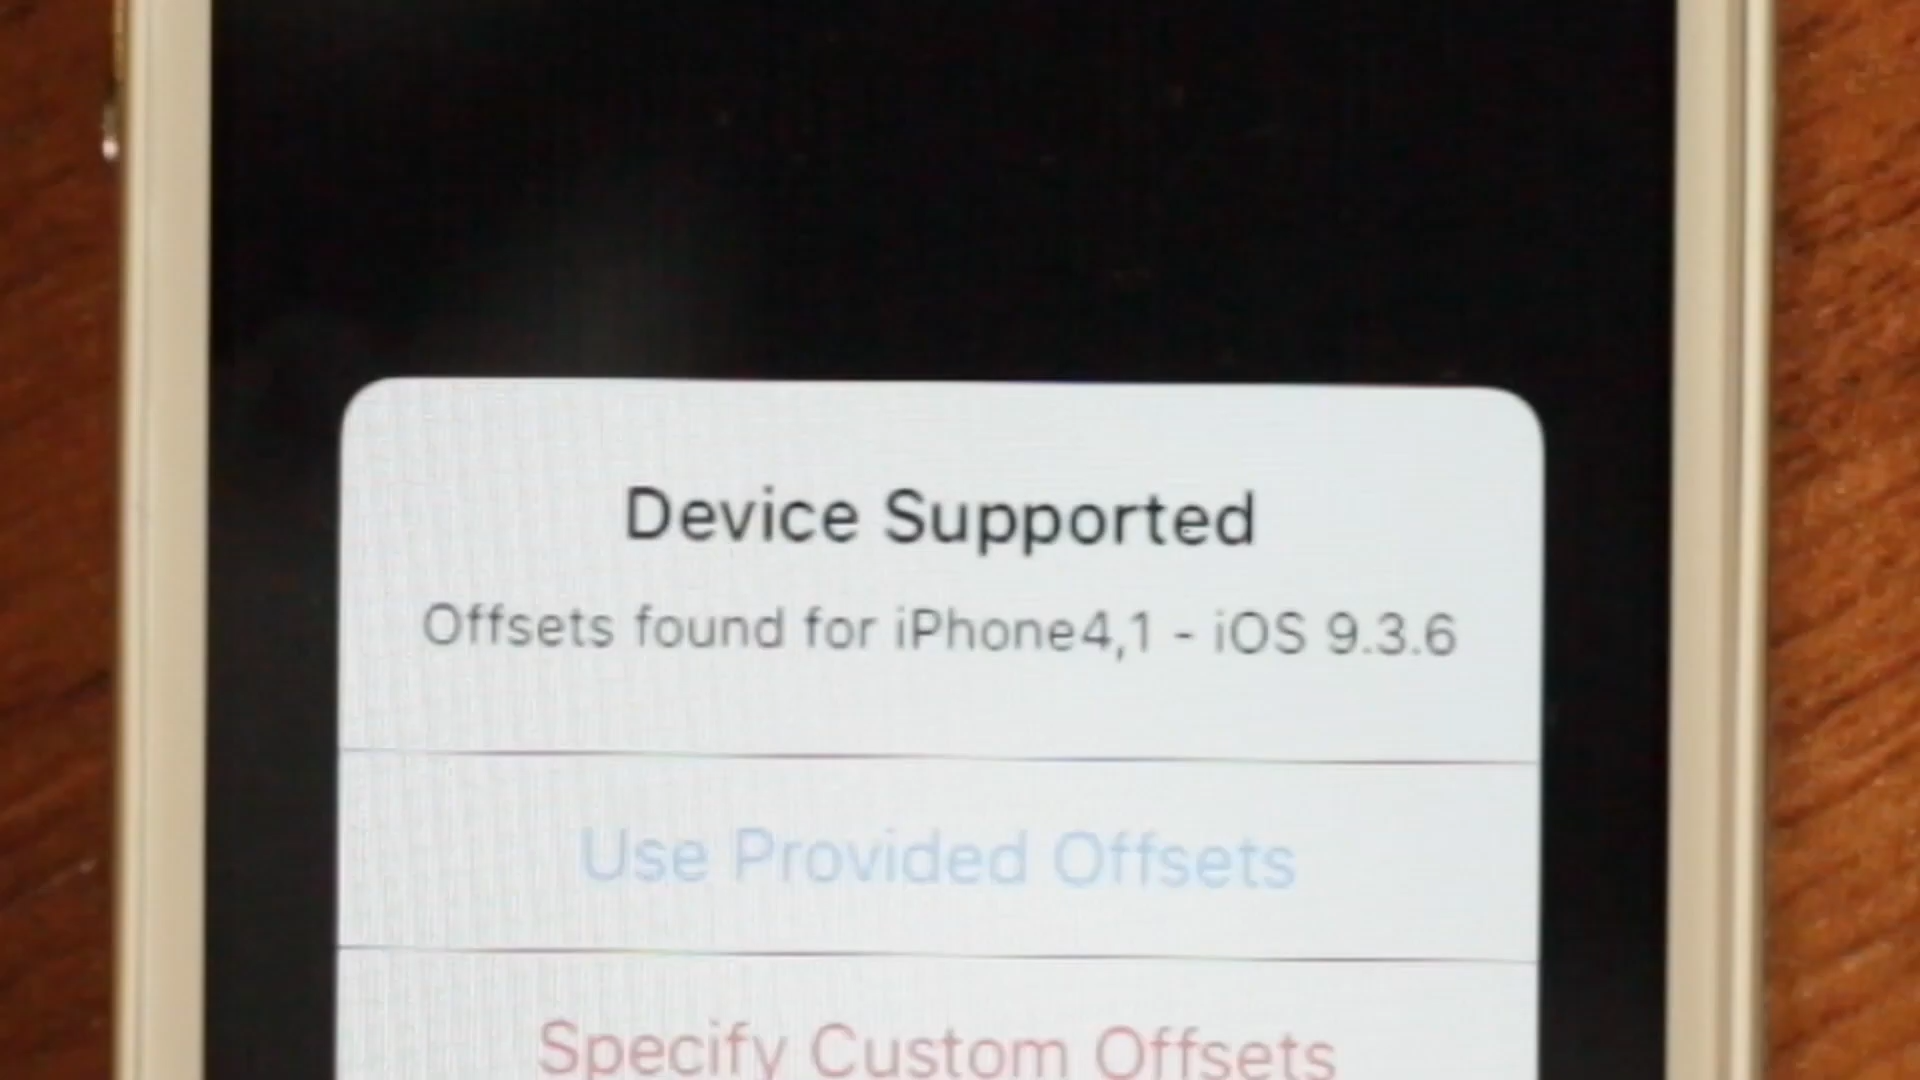 Device Supported
Offsets found for iPhone4,1 - iOS 9.3.6
Use Provided Offsets
Specify Custom Offsets